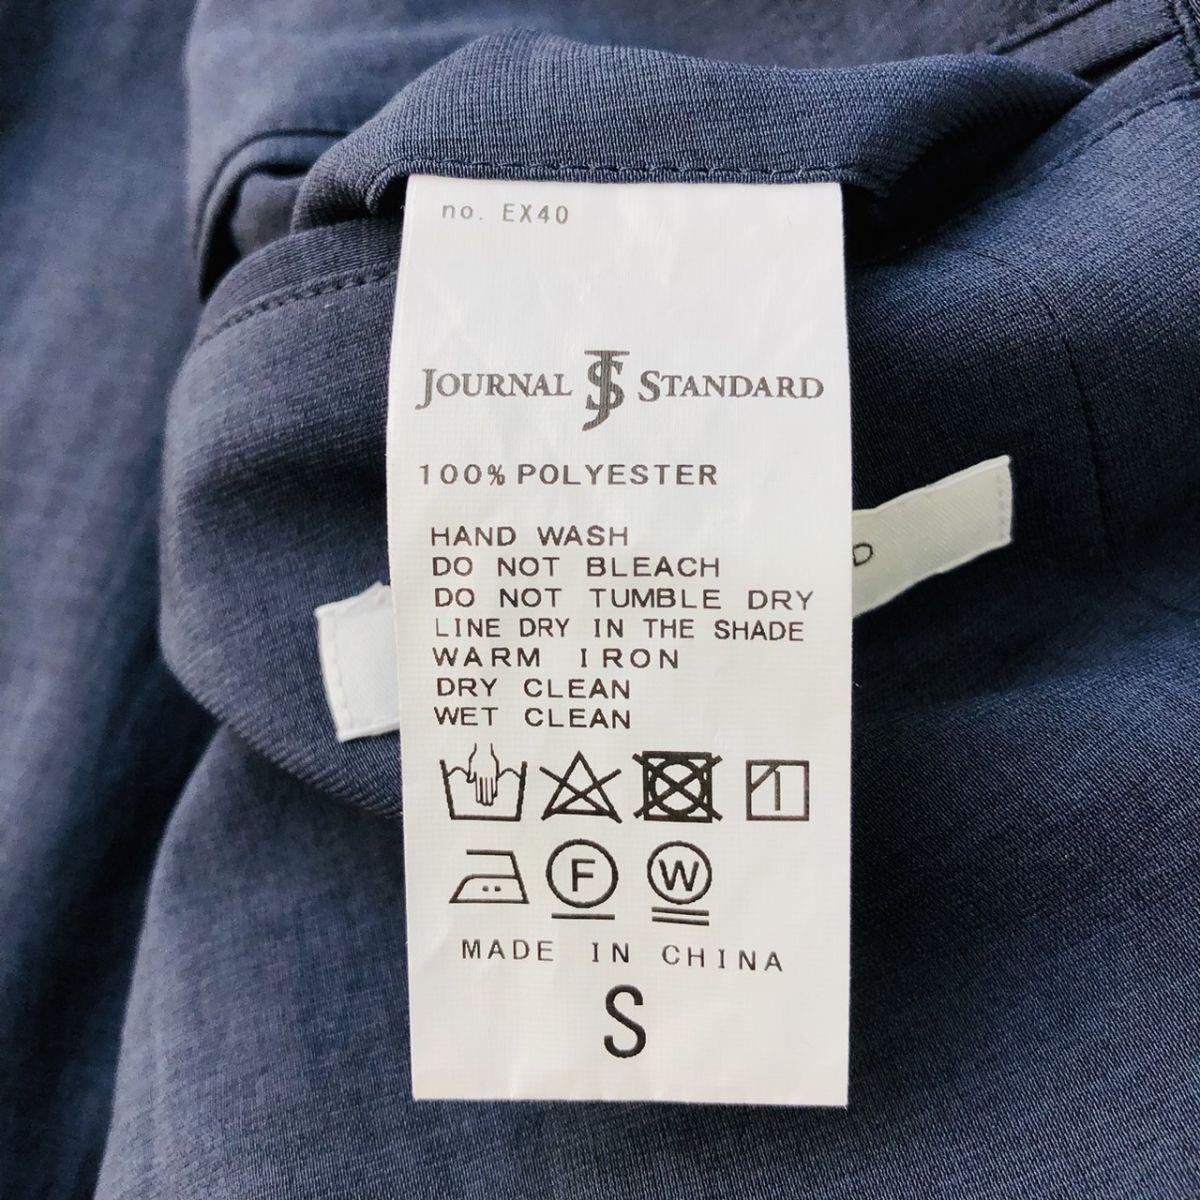 no. EX40
JOURNAL JS STANDARD
100% POLYESTER
HAND WASH
DO NOT BLEACH
DO NOT TUMBLE DRY
LINE DRY IN THE SHADE
WARM IRON
DRY CLEAN
WET CLEAN
F W
MADE IN CHINA
S
D